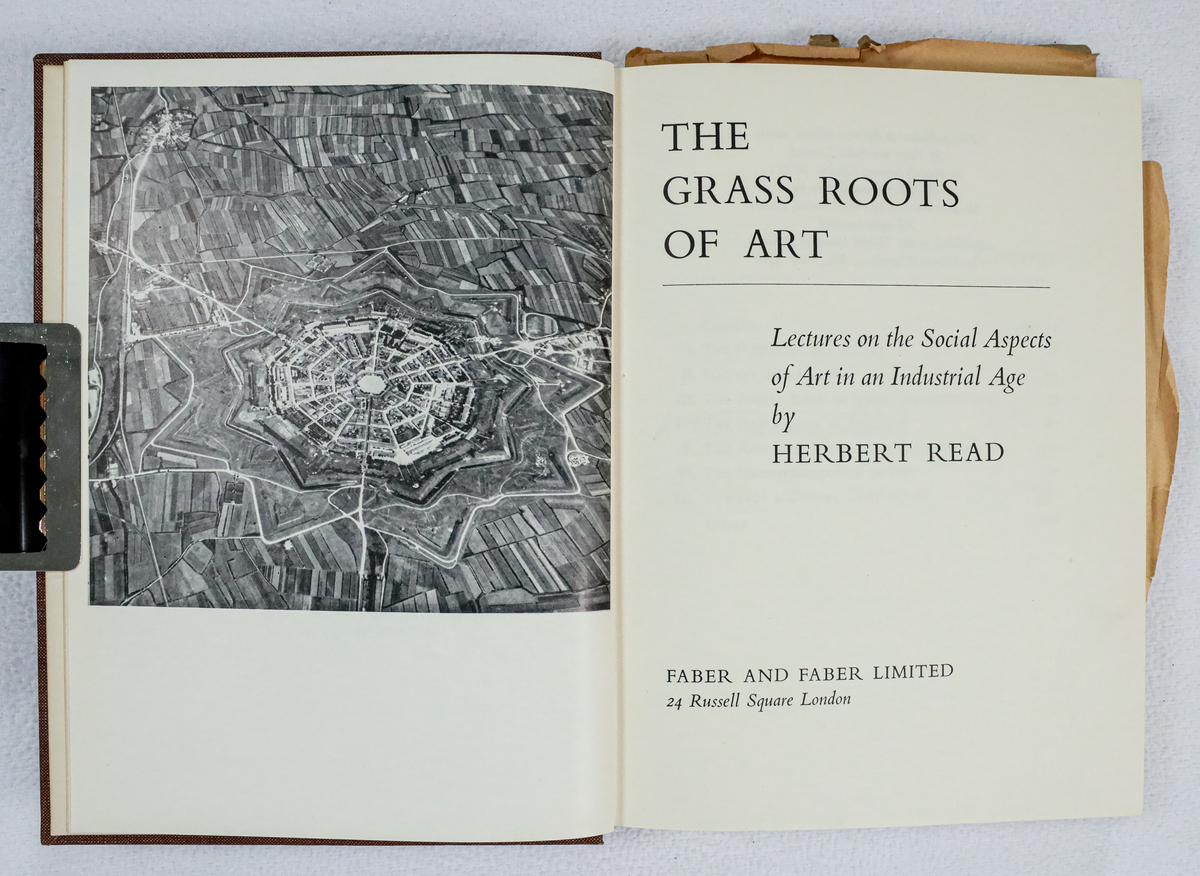 THE
GRASS ROOTS
OF ART
Lectures on the Social Aspects
of Art in an Industrial Age
by
HERBERT READ
FABER AND FABER LIMITED
24 Russell Square London